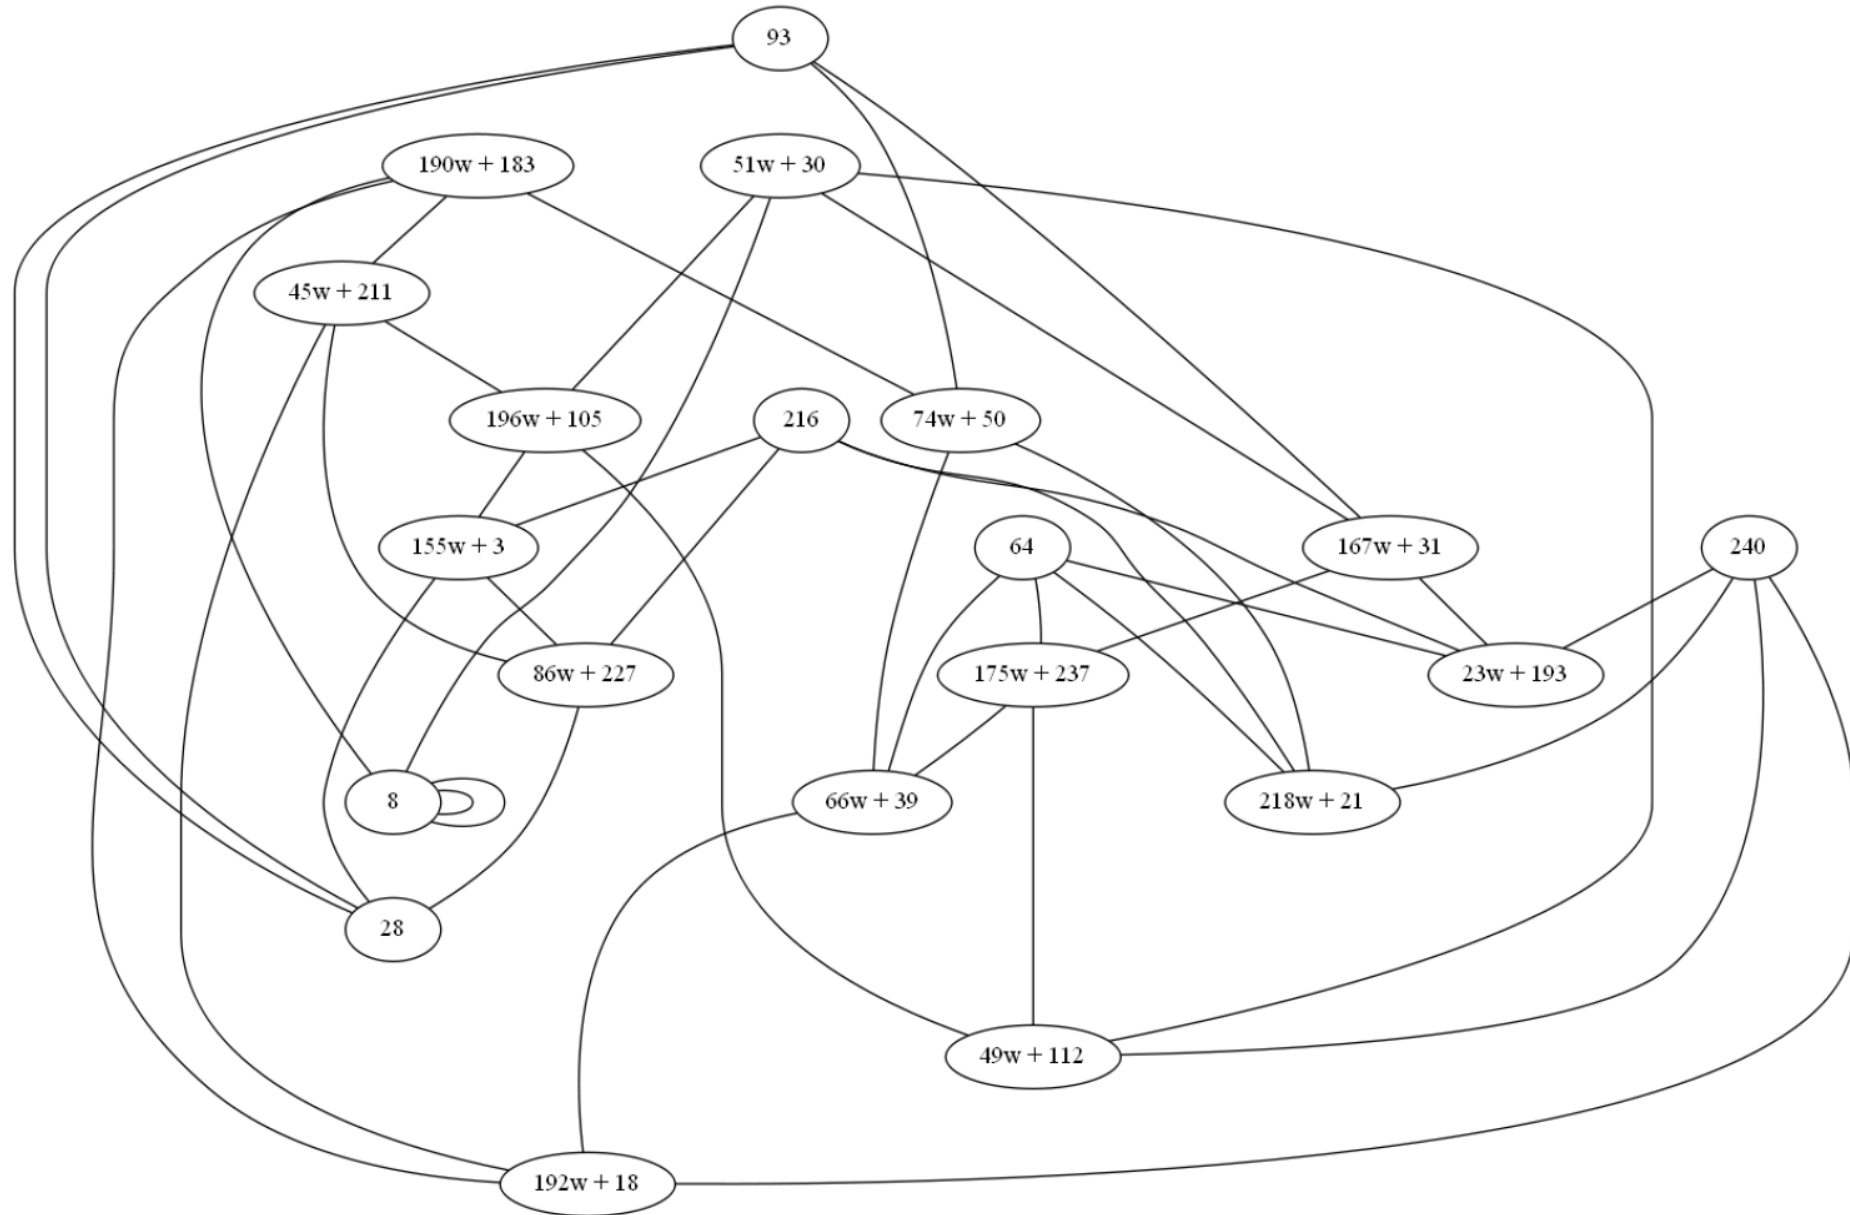 93
190w + 183
51w + 30
45w + 211
196w + 105
216
74w + 50
155w + 3
64
167w + 31
240
86w + 227
175w + 237
23w + 193
8
66w + 39
218w + 21
28
49w + 112
192w + 18